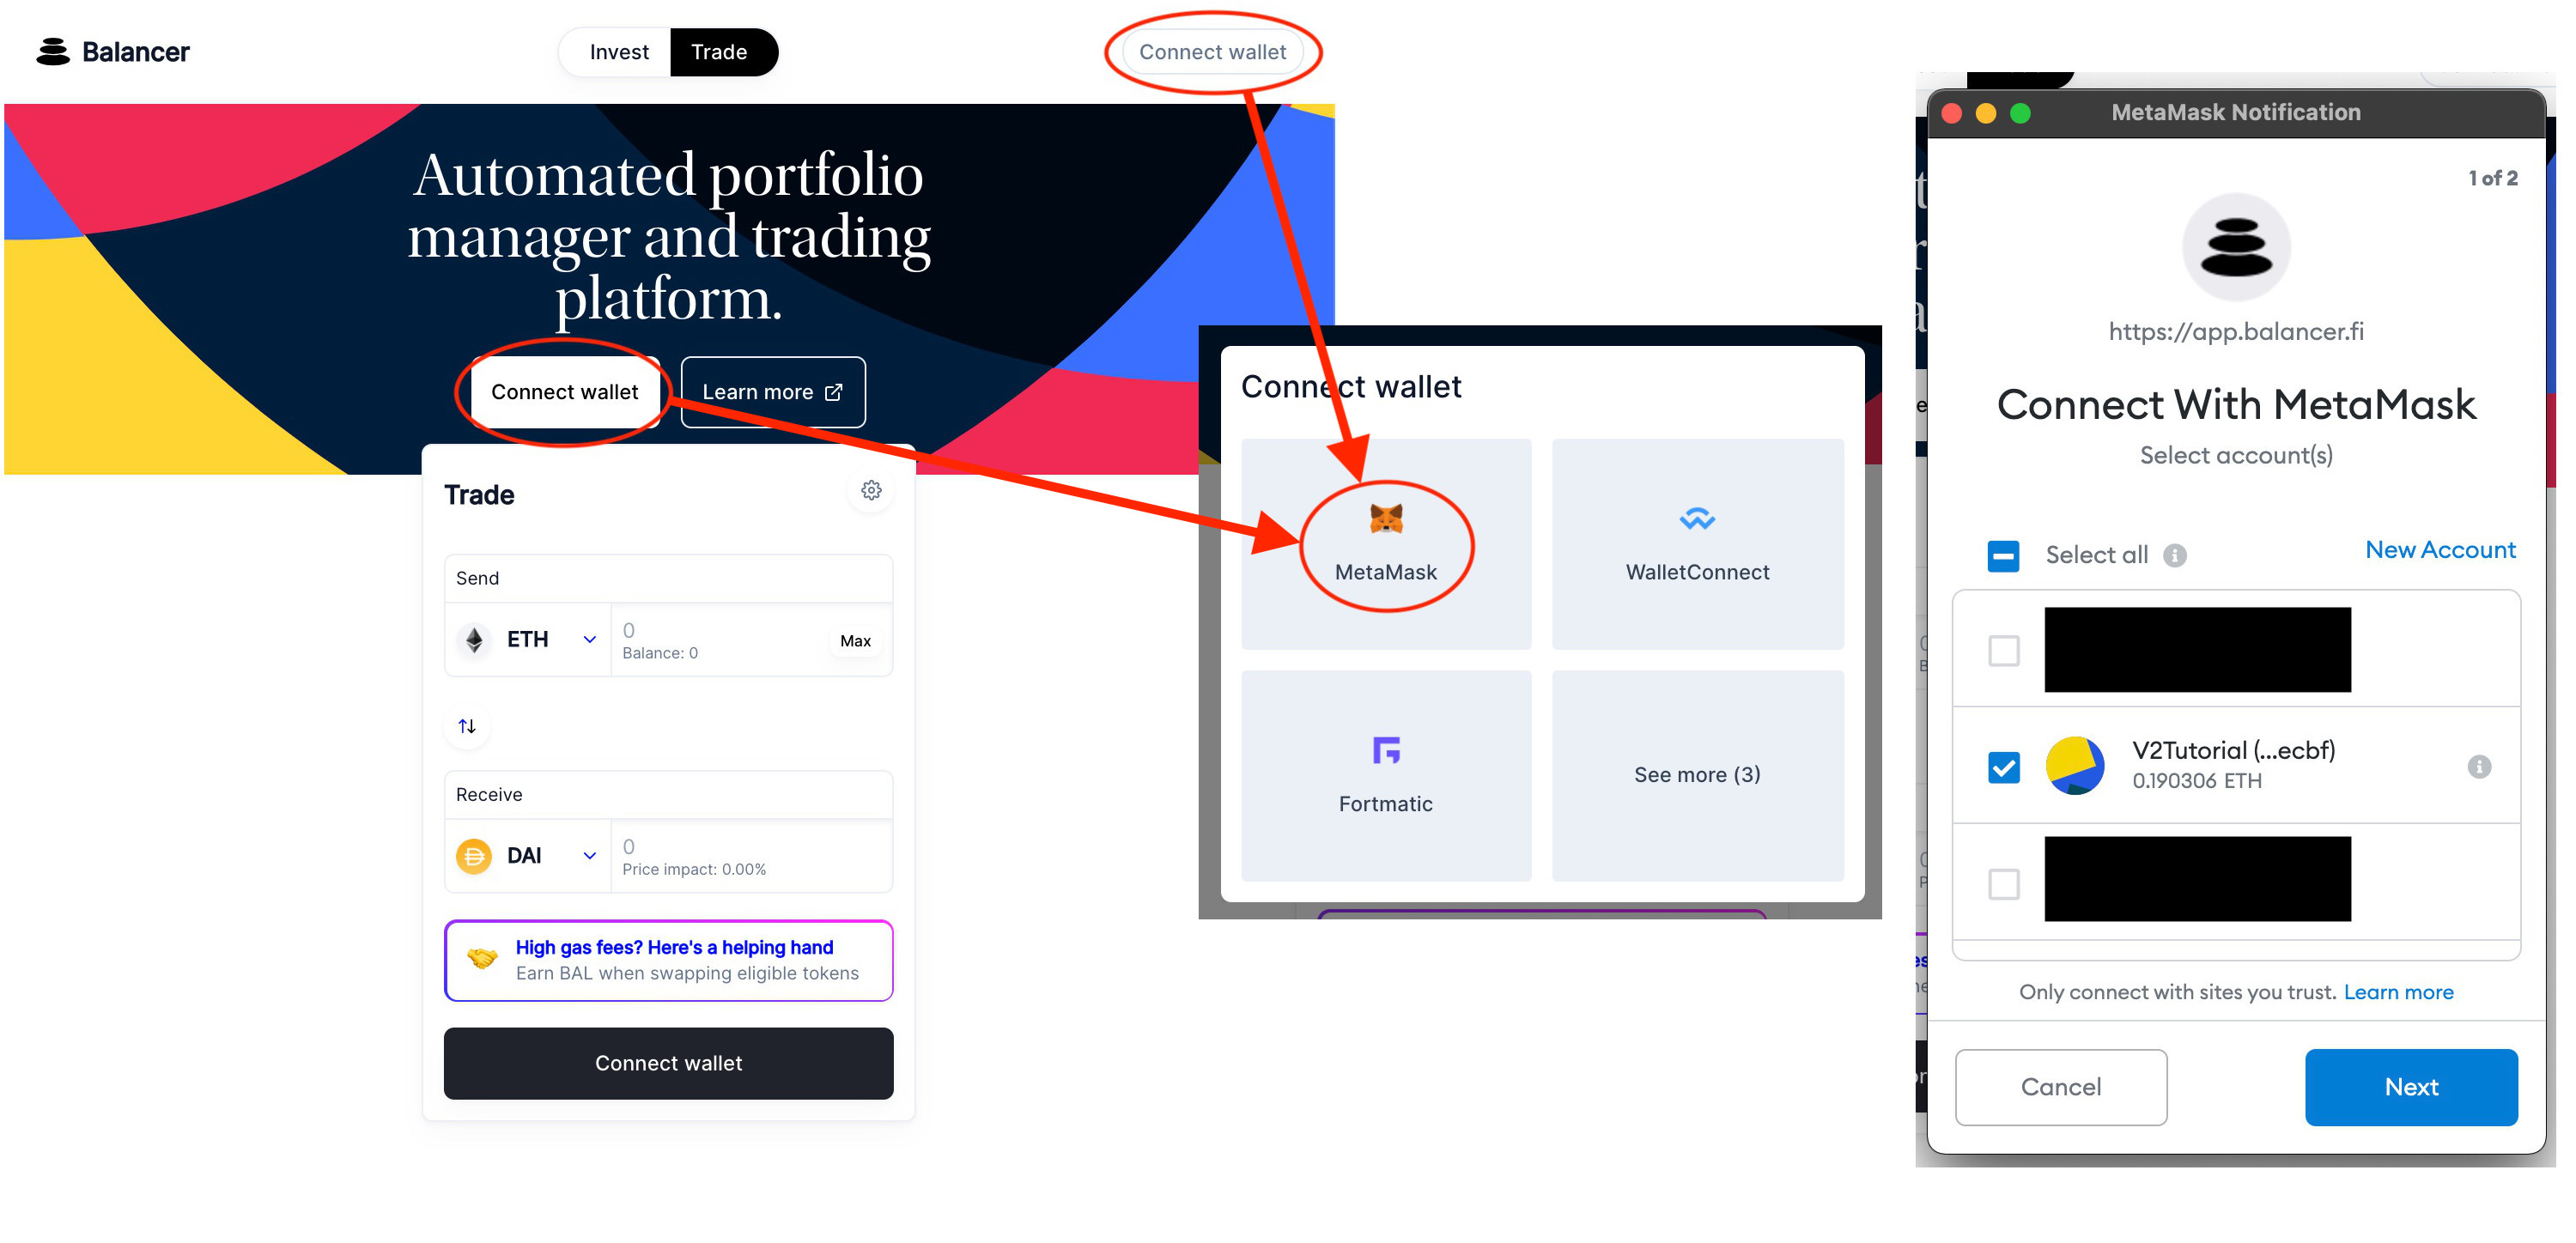 Balancer
Invest
Trade
Connect wallet
Automated portfolio
manager and trading
platform.
Connect wallet
Learn more
Trade
Send
ETH
0
Balance: 0
Max
Receive
DAI
0
Price impact: 0.00%
High gas fees? Here's a helping hand
Earn BAL when swapping eligible tokens
Connect wallet
Connect wallet
MetaMask
WalletConnect
Fortmatic
See more (3)
MetaMask Notification
1 of 2
https://app.balancer.fi
Connect With MetaMask
Select account(s)
Select all
New Account
V2Tutorial (...ecbf)
0.190306 ETH
Only connect with sites you trust. Learn more
Cancel
Next